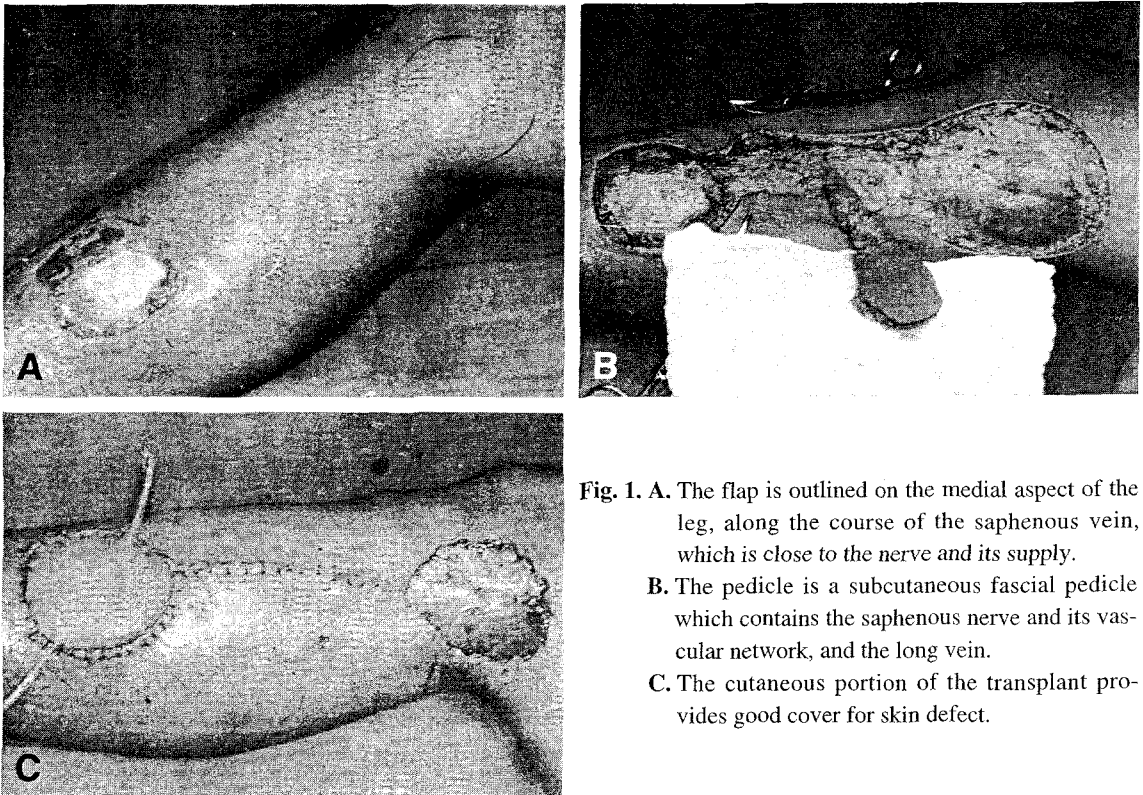 A
B
C
Fig. 1. A. The flap is outlined on the medial aspect of the
leg, along the course of the saphenous vein,
which is close to the nerve and its supply.
B. The pedicle is a subcutaneous fascial pedicle
which contains the saphenous nerve and its vas-
cular network, and the long vein.
C. The cutaneous portion of the transplant pro-
vides good cover for skin defect.